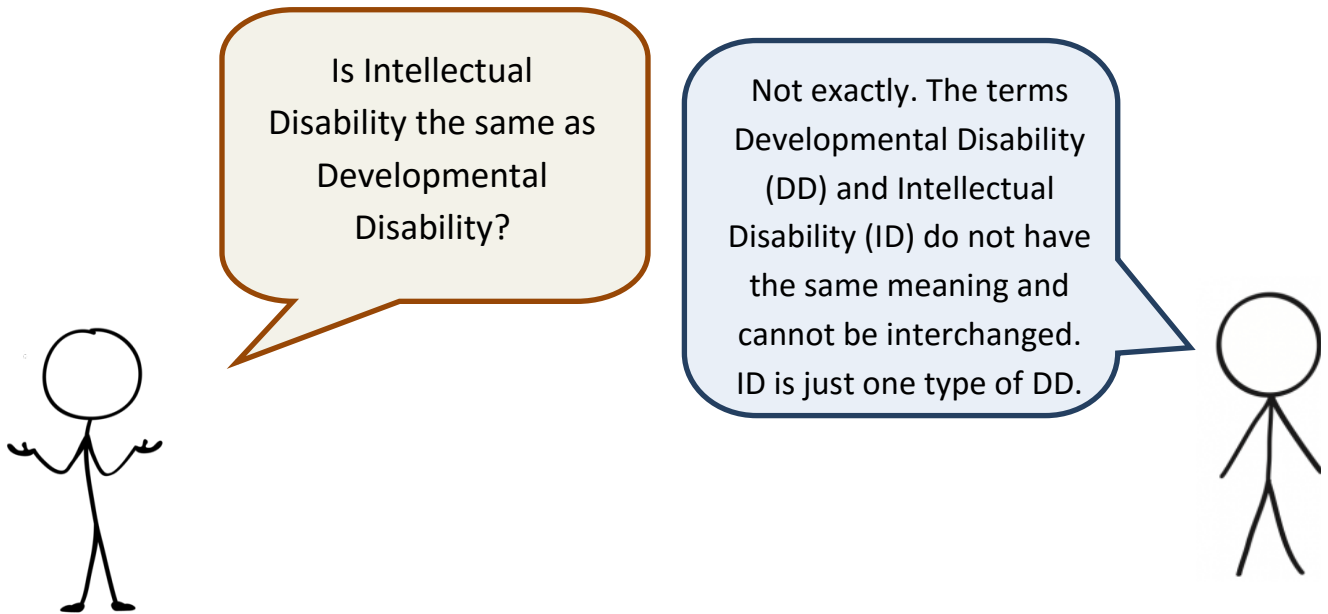 Is Intellectual
Disability the same as
Developmental
Disability?
Not exactly. The terms
Developmental Disability
(DD) and Intellectual
Disability (ID) do not have
the same meaning and
cannot be interchanged.
ID is just one type of DD.